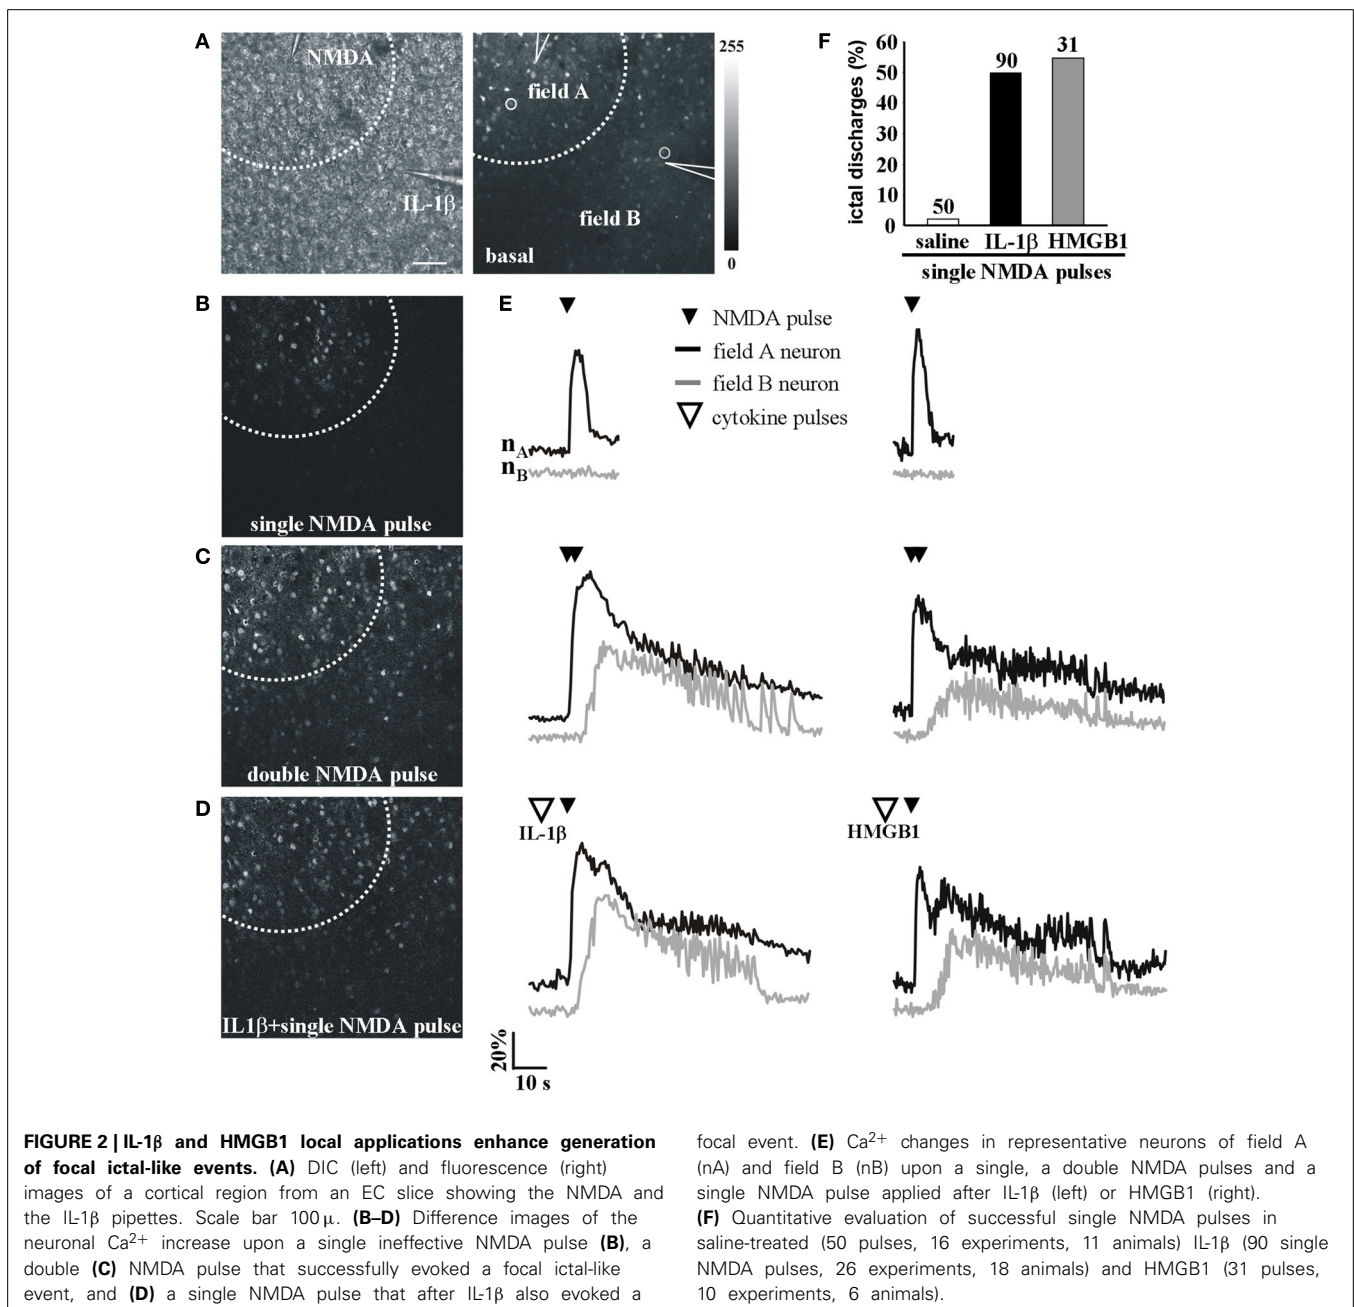 A
NMDA
IL-1β
field A
field B
basal
255
0
F
ictal discharges (%)
60
50
40
30
20
10
0
50
90
31
saline IL-1β HMGB1
single NMDA pulses
B
single NMDA pulse
E
NMDA pulse
field A neuron
field B neuron
cytokine pulses
nA
nB
C
double NMDA pulse
D
IL1β+single NMDA pulse
IL-1β
HMGB1
20%
10 s
FIGURE 2 | IL-1β and HMGB1 local applications enhance generation
of focal ictal-like events. (A) DIC (left) and fluorescence (right)
images of a cortical region from an EC slice showing the NMDA and
the IL-1β pipettes. Scale bar 100 μ. (B–D) Difference images of the
neuronal Ca2+ increase upon a single ineffective NMDA pulse (B), a
double (C) NMDA pulse that successfully evoked a focal ictal-like
event, and (D) a single NMDA pulse that after IL-1β also evoked a
focal event. (E) Ca2+ changes in representative neurons of field A
(nA) and field B (nB) upon a single, a double NMDA pulses and a
single NMDA pulse applied after IL-1β (left) or HMGB1 (right).
(F) Quantitative evaluation of successful single NMDA pulses in
saline-treated (50 pulses, 16 experiments, 11 animals) IL-1β (90 single
NMDA pulses, 26 experiments, 18 animals) and HMGB1 (31 pulses,
10 experiments, 6 animals).